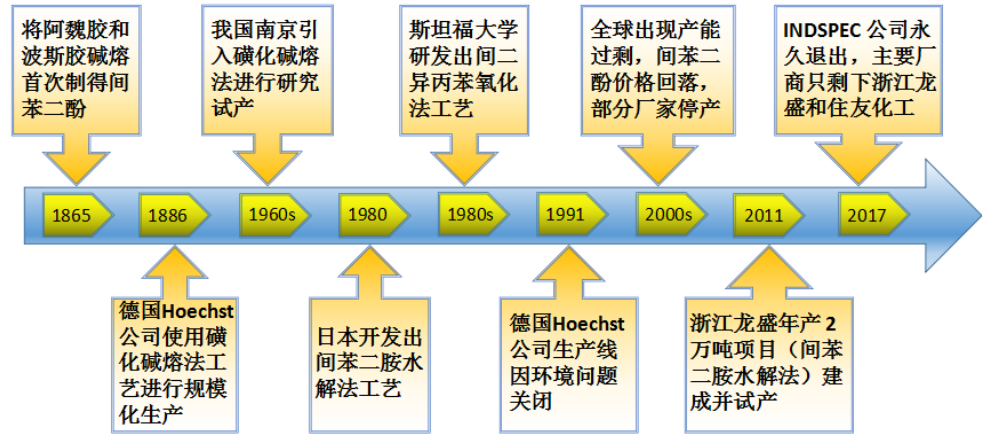 将阿魏胶和
波斯胶碱熔
首次制得间
苯二酚
我国南京引
入磺化碱熔
法进行研究
试产
斯坦福大学
研发出间二
异丙苯氧化
法工艺
全球出现产能
过剩，间苯二
酚价格回落，
部分厂家停产
INDSPEC 公司永
久退出，主要厂
商只剩下浙江龙
盛和住友化工
1865
1886
1960s
1980
1980s
1991
2000s
2011
2017
德国Hoechst
公司使用磺
化碱熔法工
艺进行规模
化生产
日本开发出
间苯二胺水
解法工艺
德国Hoechst
公司生产线
因环境问题
关闭
浙江龙盛年产 2
万吨项目（间苯
二胺水解法）建
成并试产